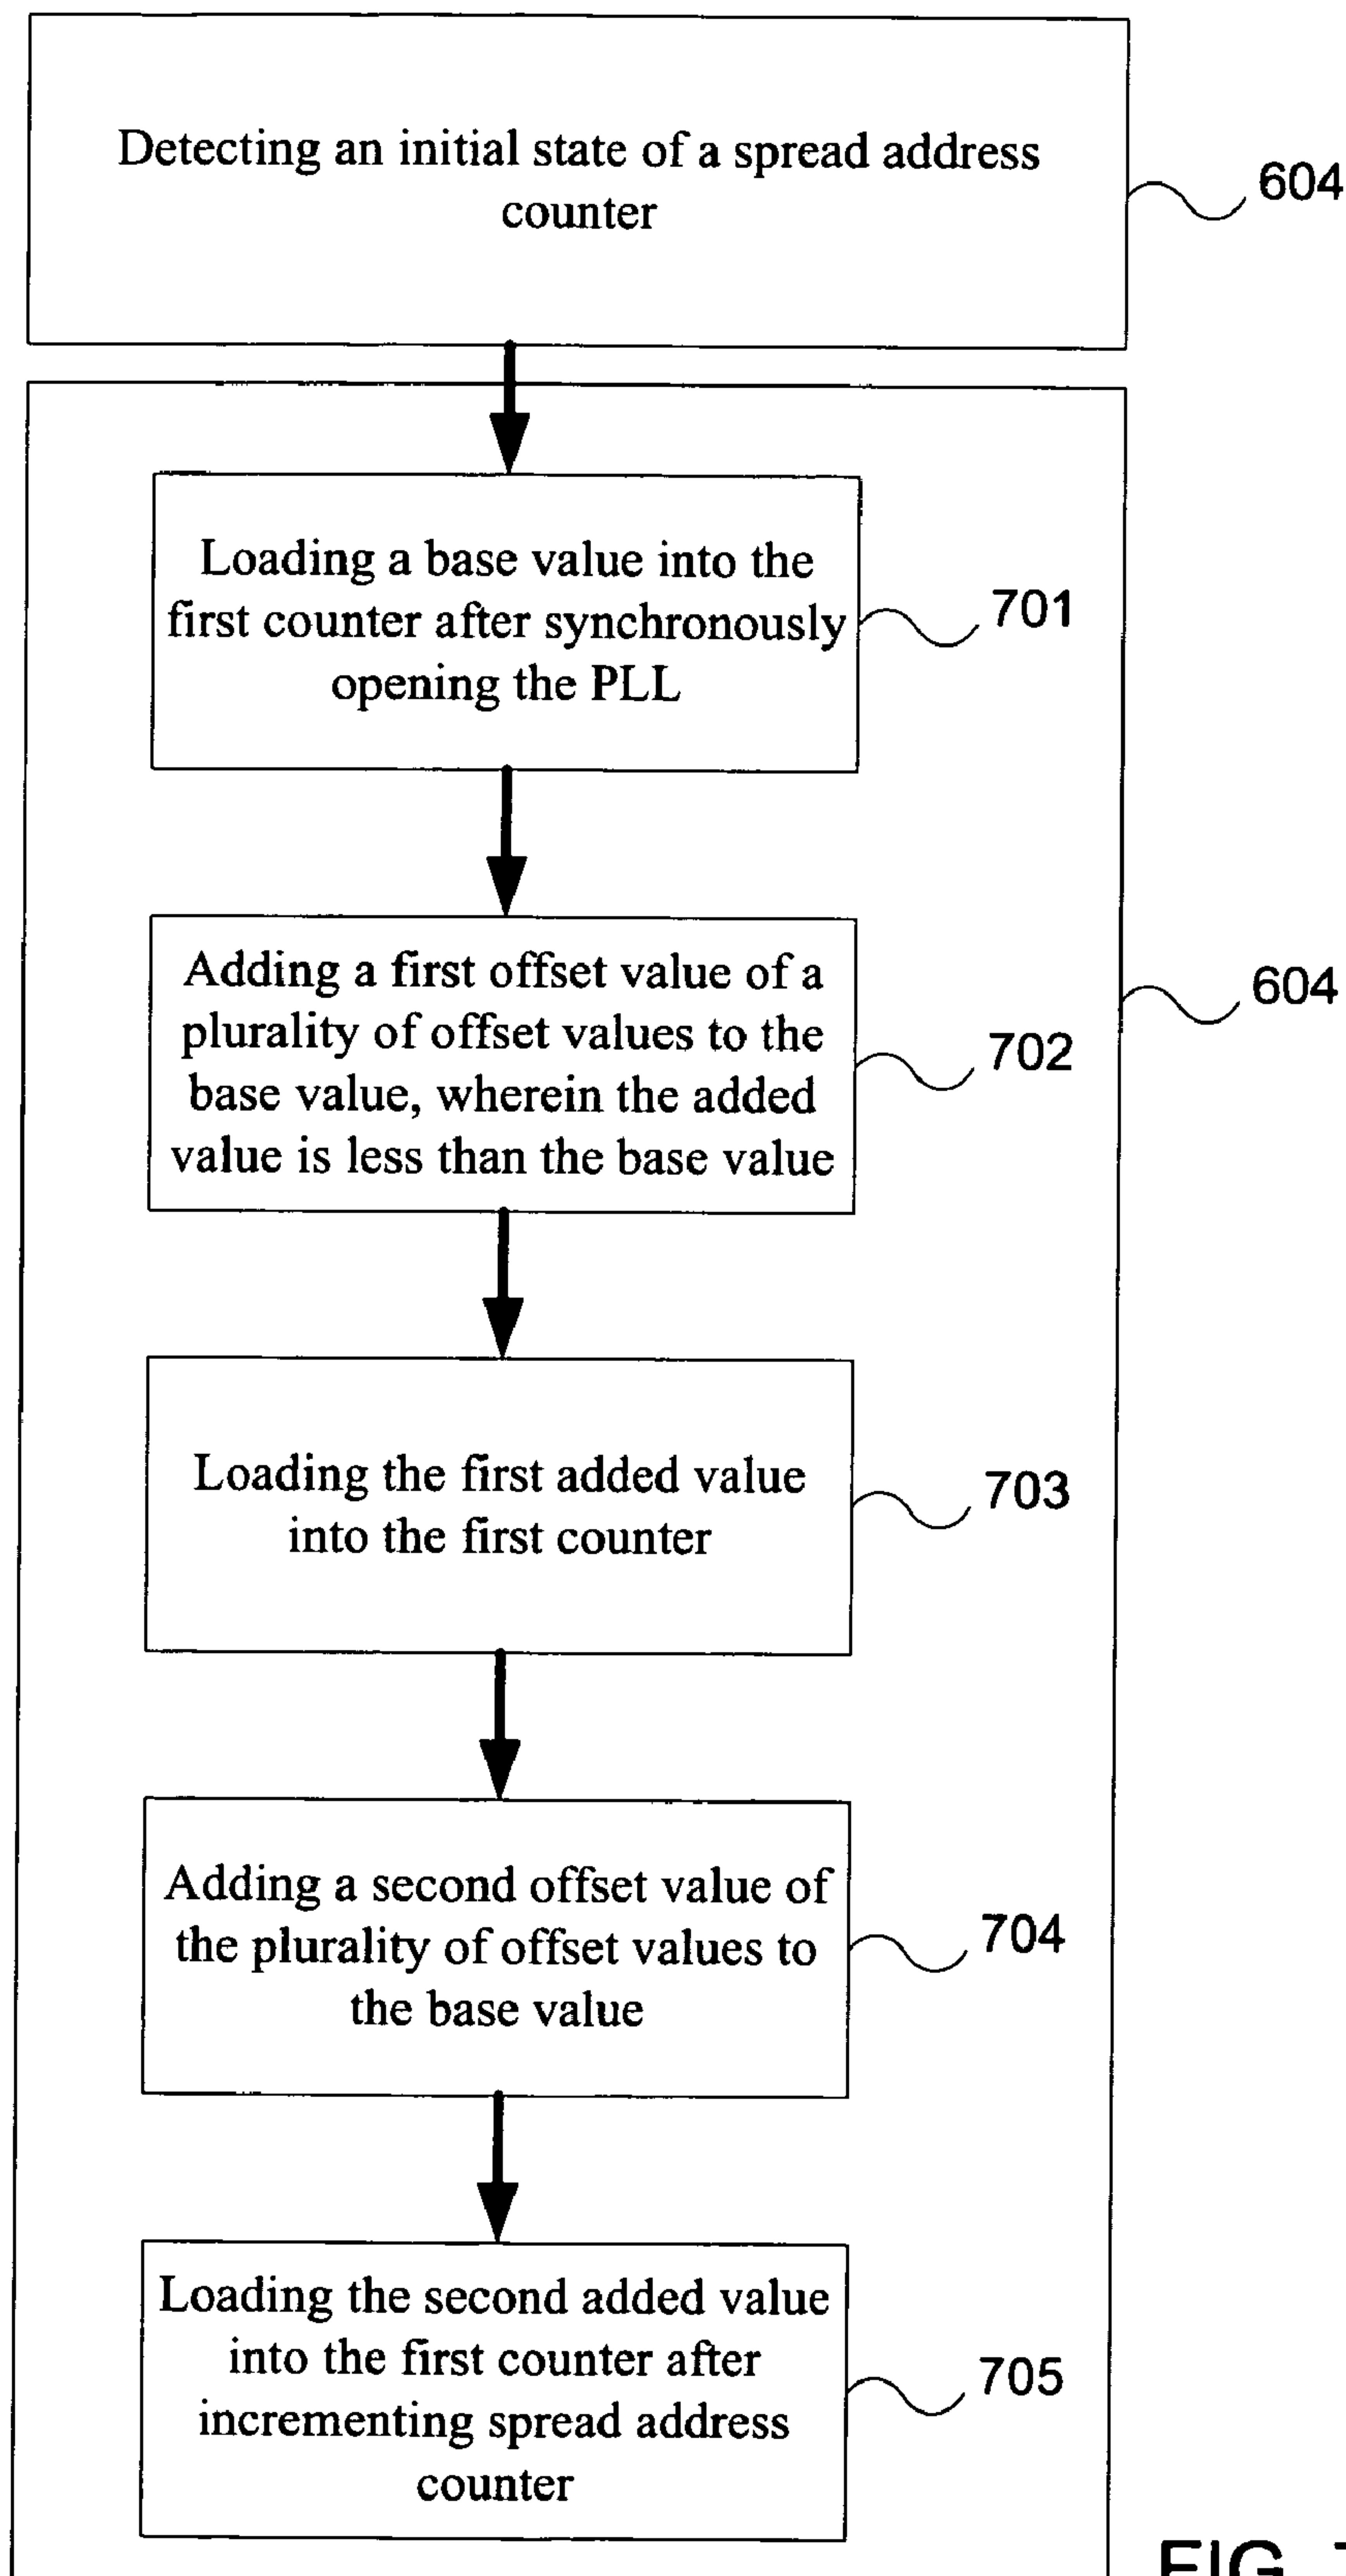 Detecting an initial state of a spread address
counter
604
Loading a base value into the
first counter after synchronously
opening the PLL
701
Adding a first offset value of a
plurality of offset values to the
base value, wherein the added
value is less than the base value
702
604
Loading the first added value
into the first counter
703
Adding a second offset value of
the plurality of offset values to
the base value
704
Loading the second added value
into the first counter after
incrementing spread address
counter
705
FIG.